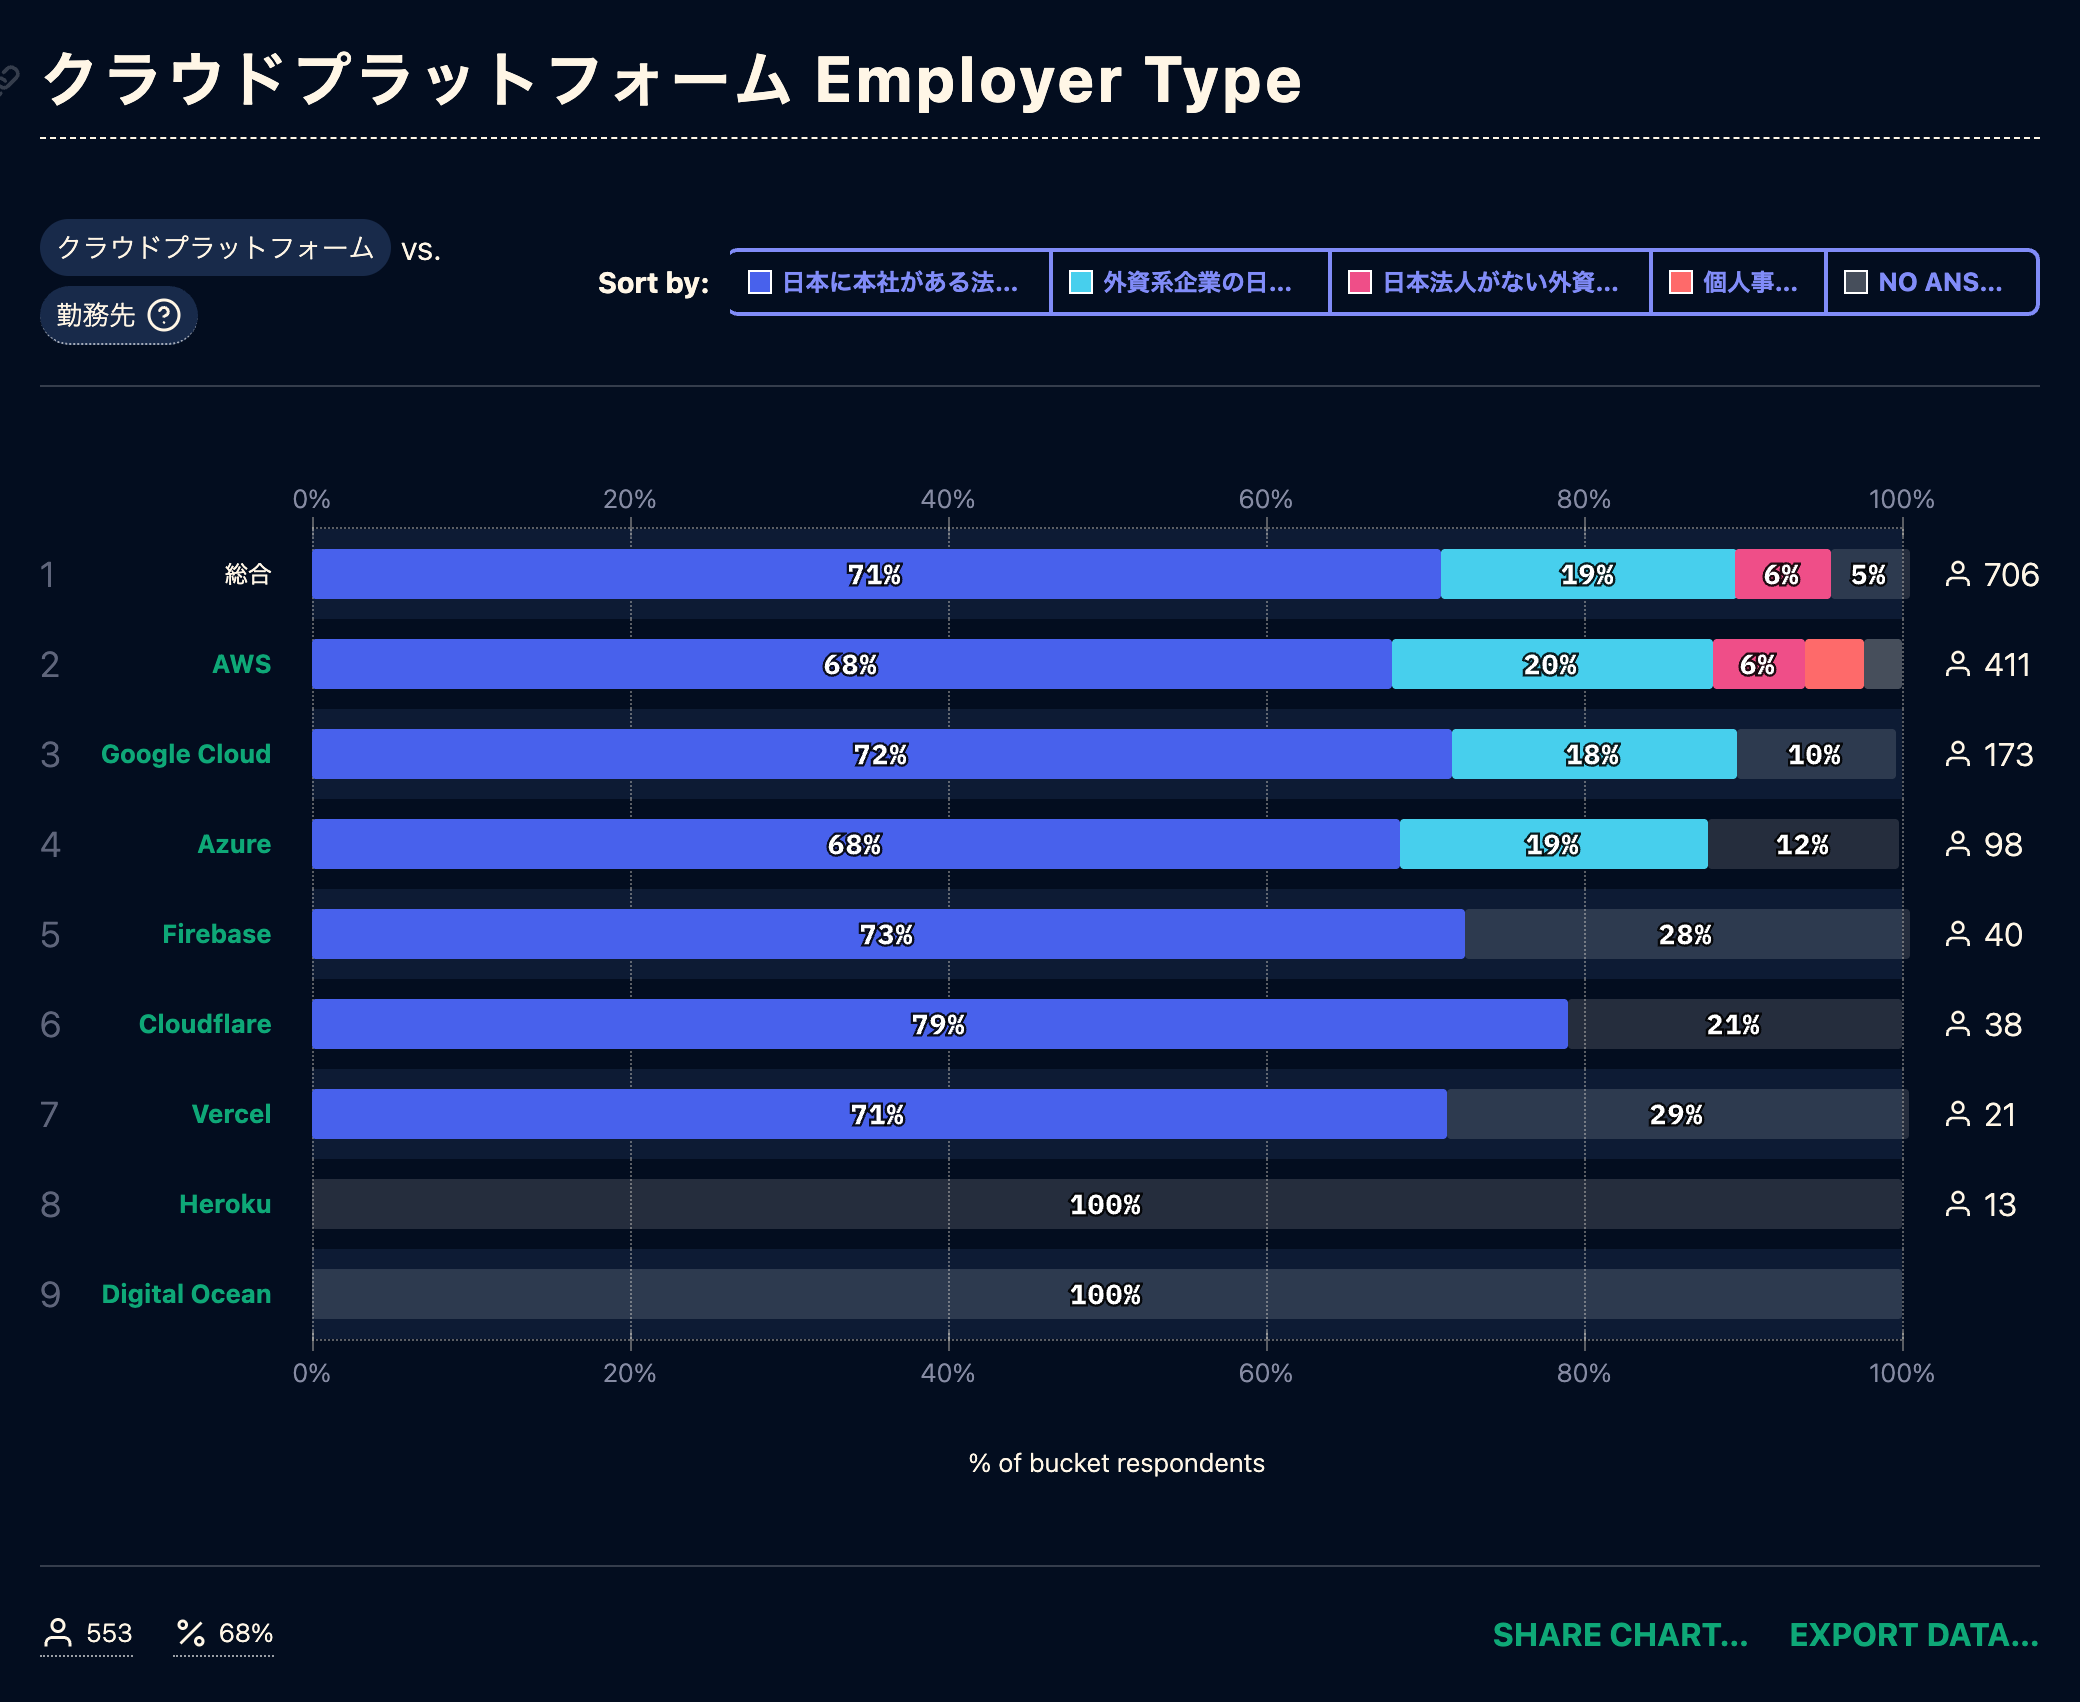 クラウドプラットフォーム Employer Type
クラウドプラットフォーム vs.
勤務先 ?
Sort by: 日本に本社がある法... 外資系企業の日... 日本法人がない外資... 個人事... NO ANS...
0% 20% 40% 60% 80% 100%
1 総合 71% 19% 6% 5% 706
2 AWS 68% 20% 6% 411
3 Google Cloud 72% 18% 10% 173
4 Azure 68% 19% 12% 98
5 Firebase 73% 28% 40
6 Cloudflare 79% 21% 38
7 Vercel 71% 29% 21
8 Heroku 100% 13
9 Digital Ocean 100%
0% 20% 40% 60% 80% 100%
% of bucket respondents
553 % 68% SHARE CHART... EXPORT DATA...